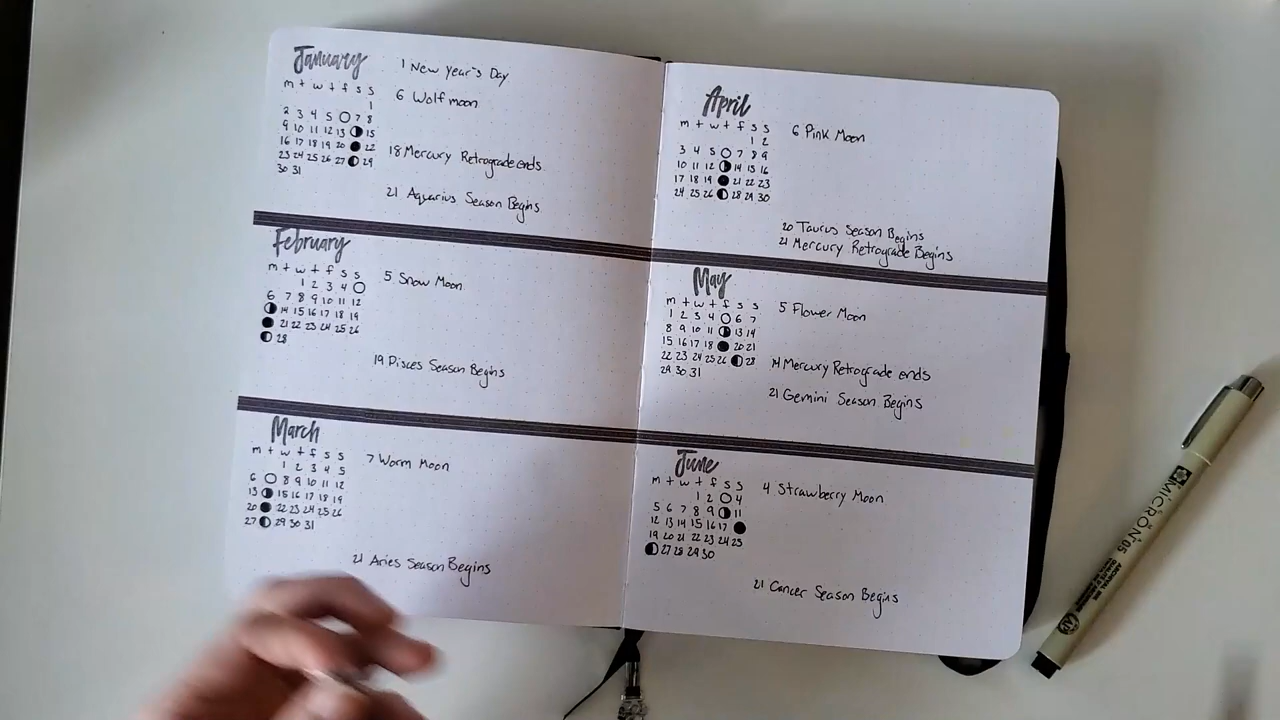 January
m t w t f s s
1
2 3 4 5 7 8
9 10 11 12 13 15
16 17 18 19 20 22
23 24 25 26 27 29
30 31
1 New Year's Day
6 Wolf moon
18 Mercury Retrograde ends
21 Aquarius Season Begins
February
m t w t f s s
1 2 3 4
6 7 8 9 10 11 12
14 15 16 17 18 19
21 22 23 24 25 26
28
5 Snow Moon
19 Pisces Season Begins
March
m t w t f s s
1 2 3 4 5
6 8 9 10 11 12
13 15 16 17 18 19
20 22 23 24 25 26
27 29 30 31
7 Worm Moon
21 Aries Season Begins
April
m t w t f s s
1 2
3 4 5 7 8 9
10 11 12 14 15 16
17 18 19 21 22 23
24 25 26 28 29 30
6 Pink Moon
20 Taurus Season Begins
21 Mercury Retrograde Begins
May
m t w t f s s
1 2 3 4 6 7
8 9 10 11 13 14
15 16 17 18 20 21
22 23 24 25 26 28
29 30 31
5 Flower Moon
14 Mercury Retrograde ends
21 Gemini Season Begins
June
m t w t f s s
1 2 4
5 6 7 8 9 11
12 13 14 15 16 17
19 20 21 22 23 24 25
27 28 29 30
4 Strawberry Moon
21 Cancer Season Begins
MICRON 05
ARCHIVAL INK